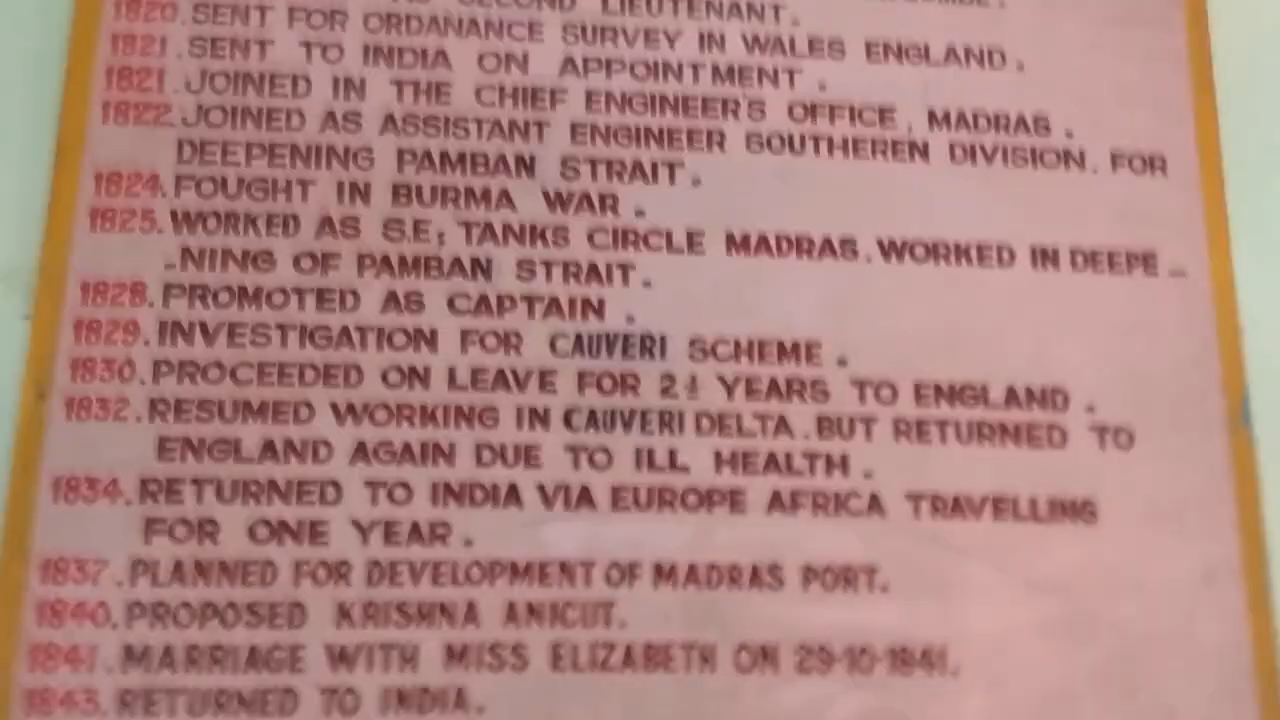 SECOND LIEUTENANT.
1820. SENT FOR ORDANANCE SURVEY IN WALES ENGLAND.
1821. SENT TO INDIA ON APPOINTMENT.
1821. JOINED IN THE CHIEF ENGINEER'S OFFICE, MADRAS.
1822. JOINED AS ASSISTANT ENGINEER SOUTHEREN DIVISION. FOR
DEEPENING PAMBAN STRAIT.
1824. FOUGHT IN BURMA WAR.
1825. WORKED AS S.E; TANKS CIRCLE MADRAS. WORKED IN DEEPE -
-NING OF PAMBAN STRAIT.
1828. PROMOTED AS CAPTAIN.
1829. INVESTIGATION FOR CAUVERI SCHEME.
1830. PROCEEDED ON LEAVE FOR 2½ YEARS TO ENGLAND.
1832. RESUMED WORKING IN CAUVERI DELTA. BUT RETURNED TO
ENGLAND AGAIN DUE TO ILL HEALTH.
1834. RETURNED TO INDIA VIA EUROPE AFRICA TRAVELLING
FOR ONE YEAR.
1837. PLANNED FOR DEVELOPMENT OF MADRAS PORT.
1840. PROPOSED KRISHNA ANICUT.
1841. MARRIAGE WITH MISS ELIZABETH ON 29-10-1841.
1843. RETURNED TO INDIA.